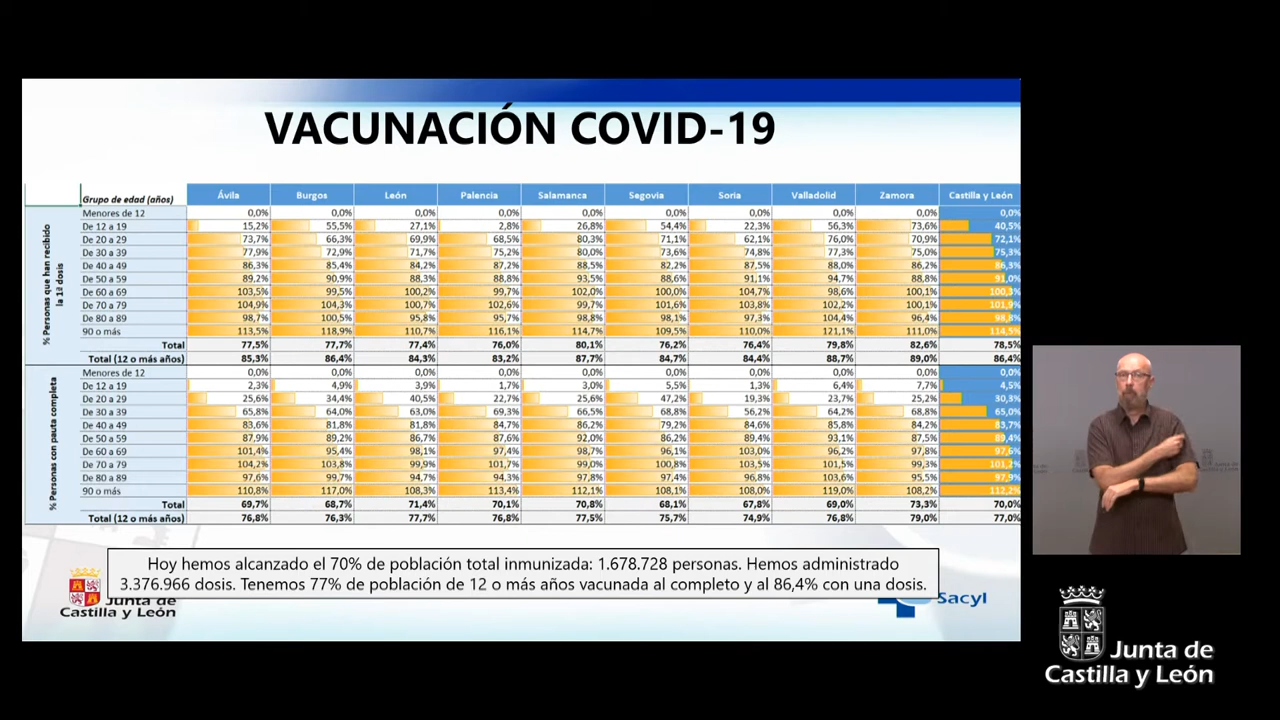 VACUNACIÓN COVID-19
Grupo de edad (años) Ávila Burgos León Palencia Salamanca Segovia Soria Valladolid Zamora Castilla y León
% Personas que han recibido la 1ª dosis
Menores de 12 0,0% 0,0% 0,0% 0,0% 0,0% 0,0% 0,0% 0,0% 0,0% 0,0%
De 12 a 19 15,2% 55,5% 27,1% 2,8% 26,8% 54,4% 22,3% 56,3% 73,6% 40,5%
De 20 a 29 73,7% 66,3% 69,9% 68,5% 80,3% 71,1% 62,1% 76,0% 70,9% 72,1%
De 30 a 39 77,9% 72,9% 71,7% 75,2% 80,0% 73,6% 74,8% 77,3% 75,0% 75,3%
De 40 a 49 86,3% 85,4% 84,2% 87,2% 88,5% 82,2% 87,5% 88,0% 86,2% 86,3%
De 50 a 59 89,2% 90,9% 88,3% 88,8% 93,5% 88,6% 91,1% 94,7% 88,8% 91,0%
De 60 a 69 103,5% 99,5% 100,2% 99,7% 102,0% 100,0% 104,7% 98,6% 100,1% 100,3%
De 70 a 79 104,9% 104,3% 100,7% 102,6% 99,7% 101,6% 103,8% 102,2% 100,1% 101,9%
De 80 a 89 98,7% 100,5% 95,8% 95,7% 98,8% 98,1% 97,3% 104,4% 96,4% 98,8%
90 o más 113,5% 118,9% 110,7% 116,1% 114,7% 109,5% 110,0% 121,1% 111,0% 114,5%
Total 77,5% 77,7% 77,4% 76,0% 80,1% 76,2% 76,4% 79,8% 82,6% 78,5%
Total (12 o más años) 85,3% 86,4% 84,3% 83,2% 87,7% 84,7% 84,4% 88,7% 89,0% 86,4%
% Personas con pauta completa
Menores de 12 0,0% 0,0% 0,0% 0,0% 0,0% 0,0% 0,0% 0,0% 0,0% 0,0%
De 12 a 19 2,3% 4,9% 3,9% 1,7% 3,0% 5,5% 1,3% 6,4% 7,7% 4,5%
De 20 a 29 25,6% 34,4% 40,5% 22,7% 25,6% 47,2% 19,3% 23,7% 25,2% 30,3%
De 30 a 39 65,8% 64,0% 63,0% 69,3% 66,5% 68,8% 56,2% 64,2% 68,8% 65,0%
De 40 a 49 83,6% 81,8% 81,8% 84,7% 86,2% 79,2% 84,6% 85,8% 84,2% 83,7%
De 50 a 59 87,9% 89,2% 86,7% 87,6% 92,0% 86,2% 89,4% 93,1% 87,5% 89,4%
De 60 a 69 101,4% 95,4% 98,1% 97,4% 98,7% 96,1% 103,0% 96,2% 97,8% 97,6%
De 70 a 79 104,2% 103,8% 99,9% 101,7% 99,0% 100,8% 103,5% 101,5% 99,3% 101,2%
De 80 a 89 97,6% 99,7% 94,7% 94,3% 97,8% 97,4% 96,8% 103,6% 95,5% 97,9%
90 o más 110,8% 117,0% 108,3% 113,4% 112,1% 108,1% 108,0% 119,0% 108,2% 112,2%
Total 69,7% 68,7% 71,4% 70,1% 70,8% 68,1% 67,8% 69,0% 73,3% 70,0%
Total (12 o más años) 76,8% 76,3% 77,7% 76,8% 77,5% 75,7% 74,9% 76,8% 79,0% 77,0%
Hoy hemos alcanzado el 70% de población total inmunizada: 1.678.728 personas. Hemos administrado
3.376.966 dosis. Tenemos 77% de población de 12 o más años vacunada al completo y al 86,4% con una dosis.
Junta de
Castilla y León
Sacyl
Junta de
Castilla y León